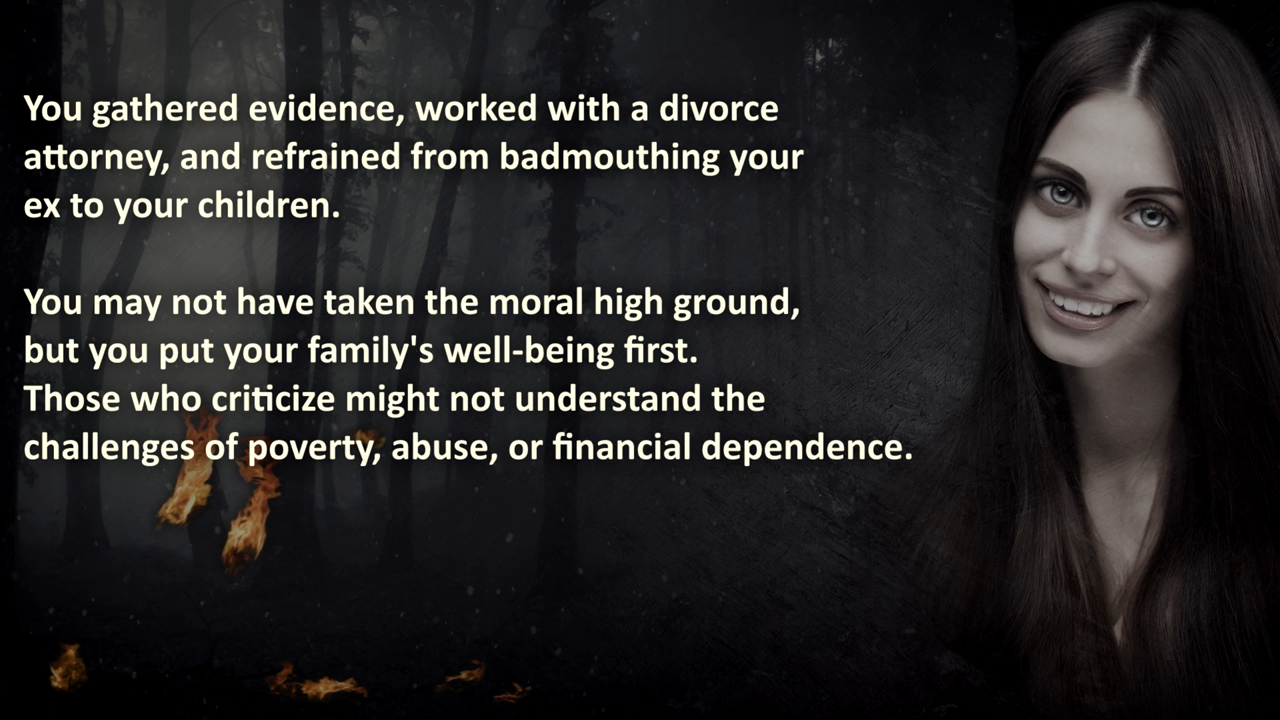 You gathered evidence, worked with a divorce
attorney, and refrained from badmouthing your
ex to your children.
You may not have taken the moral high ground,
but you put your family's well-being first.
Those who criticize might not understand the
challenges of poverty, abuse, or financial dependence.